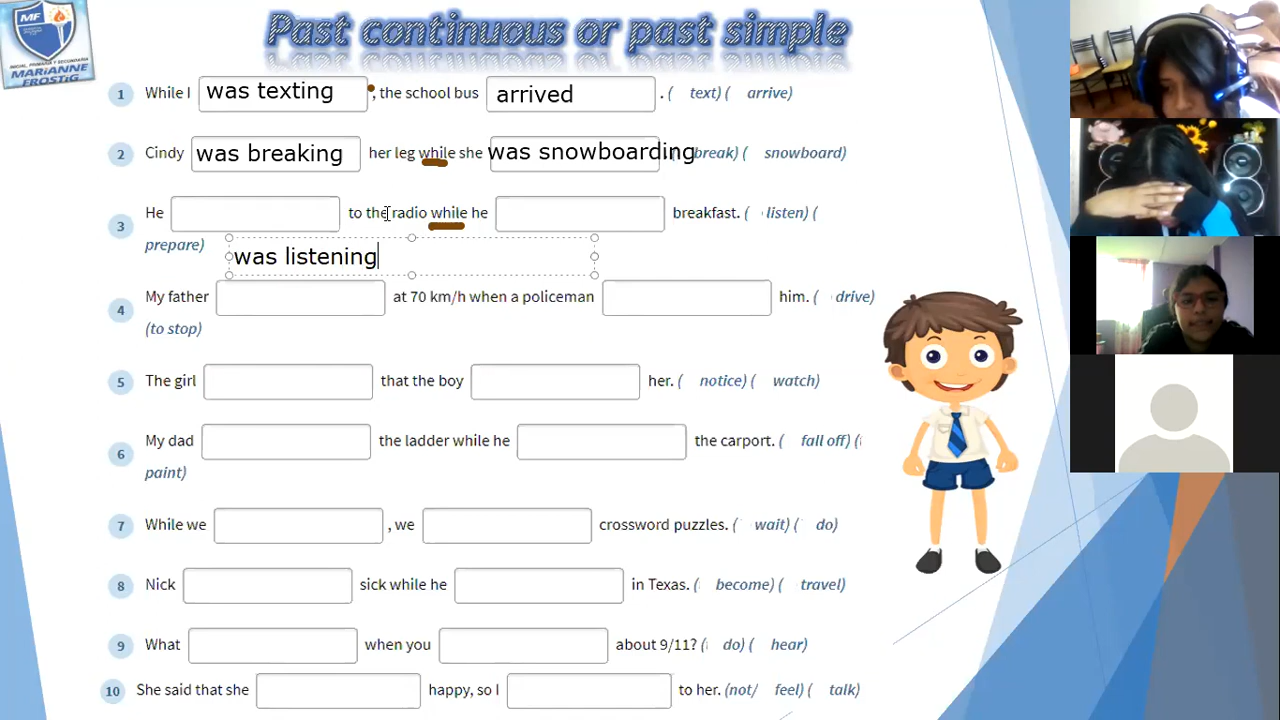 MF
INICIAL, PRIMARIA Y SECUNDARIA
MARIANNE
FROSTIG
Past continuous or past simple
1 While I was texting , the school bus arrived . ( text) ( arrive)
2 Cindy was breaking her leg while she was snowboarding break) ( snowboard)
3 He to the radio while he breakfast. ( listen) (
prepare)
was listening
4 My father at 70 km/h when a policeman him. ( drive)
(to stop)
5 The girl that the boy her. ( notice) ( watch)
6 My dad the ladder while he the carport. ( fall off) (
paint)
7 While we , we crossword puzzles. ( wait) ( do)
8 Nick sick while he in Texas. ( become) ( travel)
9 What when you about 9/11? ( do) ( hear)
10 She said that she happy, so I to her. (not/ feel) ( talk)